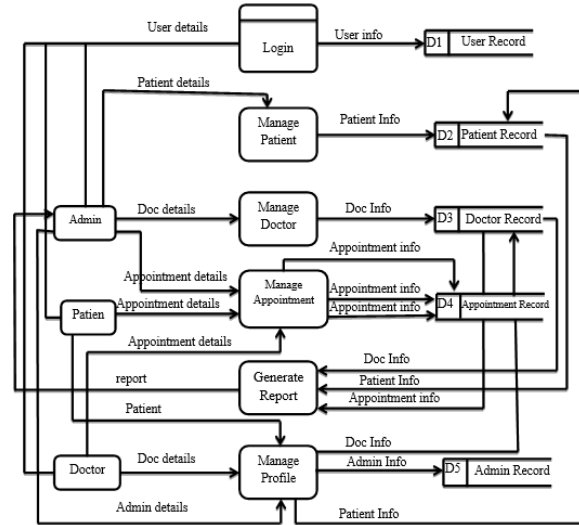 User details
Login
User info
D1
User Record
Patient details
Manage
Patient
Patient Info
D2
Patient Record
Admin
Doc details
Manage
Doctor
Doc Info
D3
Doctor Record
Appointment info
Appointment details
Manage
Appointment
Appointment info
D4
Appointment Record
Patien
Appointment details
Appointment info
Appointment details
Doc Info
report
Generate
Report
Patient Info
Appointment info
Patient
Doc Info
Doctor
Doc details
Manage
Profile
Admin Info
D5
Admin Record
Admin details
Patient Info